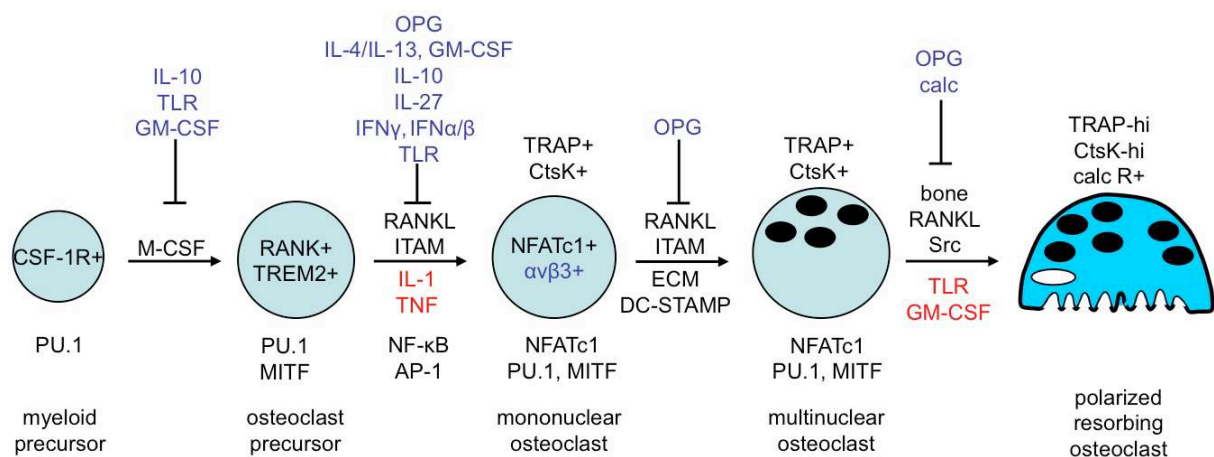 IL-10
TLR
GM-CSF
CSF-1R+
PU.1
myeloid
precursor
M-CSF
RANK+
TREM2+
PU.1
MITF
osteoclast
precursor
OPG
IL-4/IL-13, GM-CSF
IL-10
IL-27
IFNγ, IFNα/β
TLR
RANKL
ITAM
IL-1
TNF
NF-κB
AP-1
TRAP+
CtsK+
NFATc1+
αvβ3+
NFATc1
PU.1, MITF
mononuclear
osteoclast
OPG
RANKL
ITAM
ECM
DC-STAMP
TRAP+
CtsK+
NFATc1
PU.1, MITF
multinuclear
osteoclast
OPG
calc
bone
RANKL
Src
TLR
GM-CSF
TRAP-hi
CtsK-hi
calc R+
polarized
resorbing
osteoclast